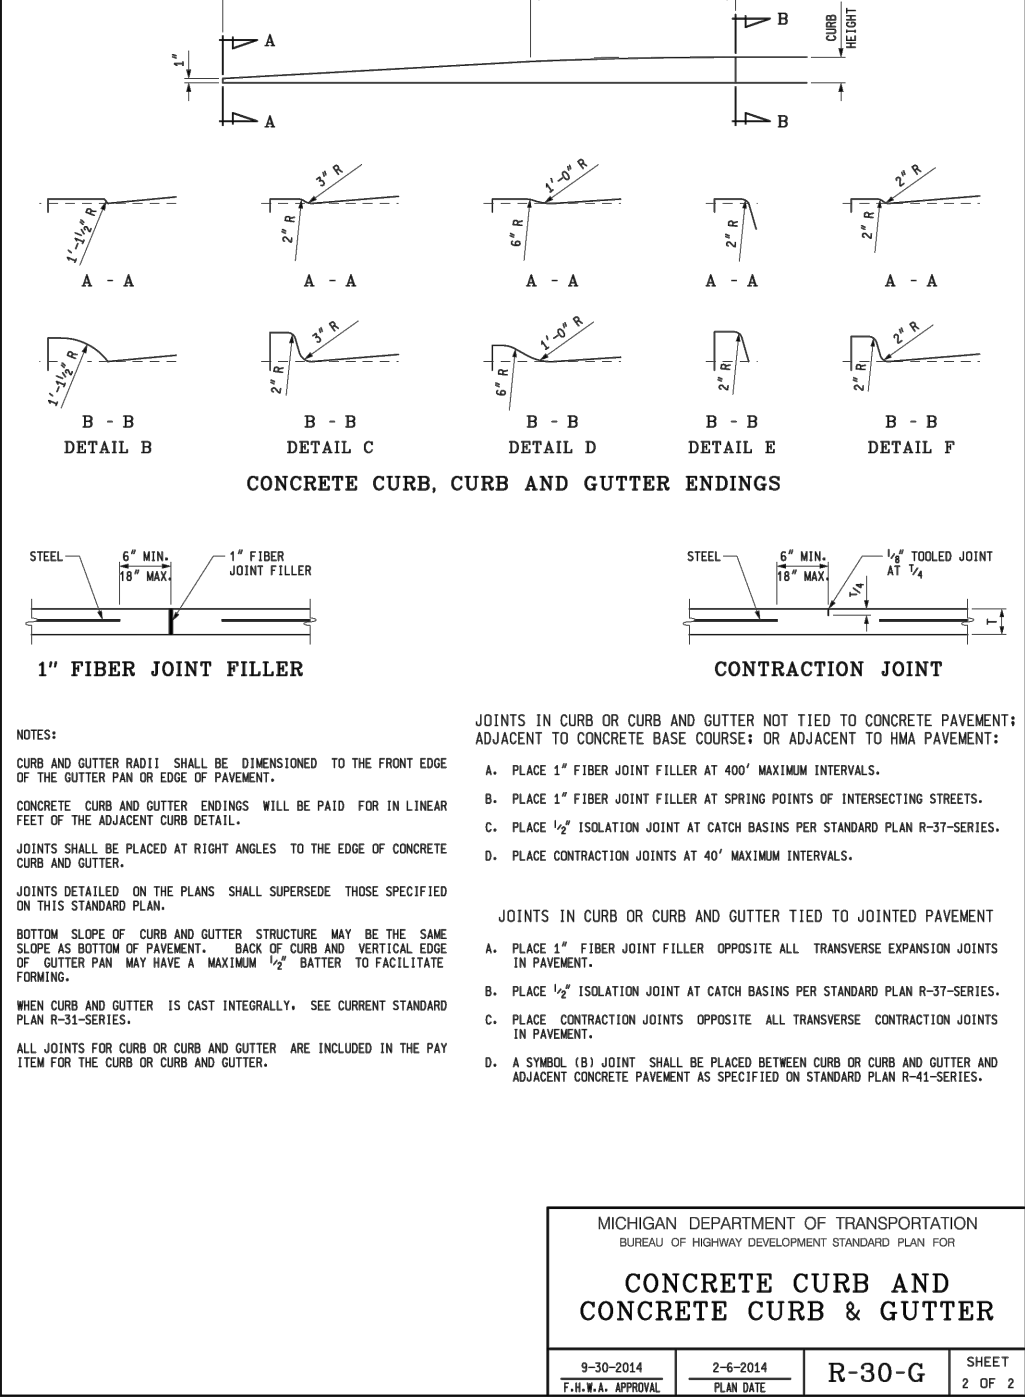 B
CURB
HEIGHT
A
1"
A
B
3" R
1'-0" R
2" R
1'-1½" R
2" R
6" R
2" R
2" R
A - A
A - A
A - A
A - A
A - A
3" R
1'-0" R
2" R
1'-1½" R
2" R
6" R
2" R
2" R
B - B
B - B
B - B
B - B
B - B
DETAIL B
DETAIL C
DETAIL D
DETAIL E
DETAIL F
CONCRETE CURB, CURB AND GUTTER ENDINGS
STEEL
6" MIN.
18" MAX.
1" FIBER
JOINT FILLER
1" FIBER JOINT FILLER
STEEL
6" MIN.
18" MAX.
T/4
1/8" TOOLED JOINT
AT T/4
T
CONTRACTION JOINT
NOTES:
CURB AND GUTTER RADII SHALL BE DIMENSIONED TO THE FRONT EDGE
OF THE GUTTER PAN OR EDGE OF PAVEMENT.
CONCRETE CURB AND GUTTER ENDINGS WILL BE PAID FOR IN LINEAR
FEET OF THE ADJACENT CURB DETAIL.
JOINTS SHALL BE PLACED AT RIGHT ANGLES TO THE EDGE OF CONCRETE
CURB AND GUTTER.
JOINTS DETAILED ON THE PLANS SHALL SUPERSEDE THOSE SPECIFIED
ON THIS STANDARD PLAN.
BOTTOM SLOPE OF CURB AND GUTTER STRUCTURE MAY BE THE SAME
SLOPE AS BOTTOM OF PAVEMENT. BACK OF CURB AND VERTICAL EDGE
OF GUTTER PAN MAY HAVE A MAXIMUM 1/2" BATTER TO FACILITATE
FORMING.
WHEN CURB AND GUTTER IS CAST INTEGRALLY. SEE CURRENT STANDARD
PLAN R-31-SERIES.
ALL JOINTS FOR CURB OR CURB AND GUTTER ARE INCLUDED IN THE PAY
ITEM FOR THE CURB OR CURB AND GUTTER.
JOINTS IN CURB OR CURB AND GUTTER NOT TIED TO CONCRETE PAVEMENT;
ADJACENT TO CONCRETE BASE COURSE; OR ADJACENT TO HMA PAVEMENT:
A. PLACE 1" FIBER JOINT FILLER AT 400' MAXIMUM INTERVALS.
B. PLACE 1" FIBER JOINT FILLER AT SPRING POINTS OF INTERSECTING STREETS.
C. PLACE 1/2" ISOLATION JOINT AT CATCH BASINS PER STANDARD PLAN R-37-SERIES.
D. PLACE CONTRACTION JOINTS AT 40' MAXIMUM INTERVALS.
JOINTS IN CURB OR CURB AND GUTTER TIED TO JOINTED PAVEMENT
A. PLACE 1" FIBER JOINT FILLER OPPOSITE ALL TRANSVERSE EXPANSION JOINTS
IN PAVEMENT.
B. PLACE 1/2" ISOLATION JOINT AT CATCH BASINS PER STANDARD PLAN R-37-SERIES.
C. PLACE CONTRACTION JOINTS OPPOSITE ALL TRANSVERSE CONTRACTION JOINTS
IN PAVEMENT.
D. A SYMBOL (B) JOINT SHALL BE PLACED BETWEEN CURB OR CURB AND GUTTER AND
ADJACENT CONCRETE PAVEMENT AS SPECIFIED ON STANDARD PLAN R-41-SERIES.
MICHIGAN DEPARTMENT OF TRANSPORTATION
BUREAU OF HIGHWAY DEVELOPMENT STANDARD PLAN FOR
CONCRETE CURB AND
CONCRETE CURB & GUTTER
9-30-2014
F.H.W.A. APPROVAL
2-6-2014
PLAN DATE
R-30-G
SHEET
2 OF 2